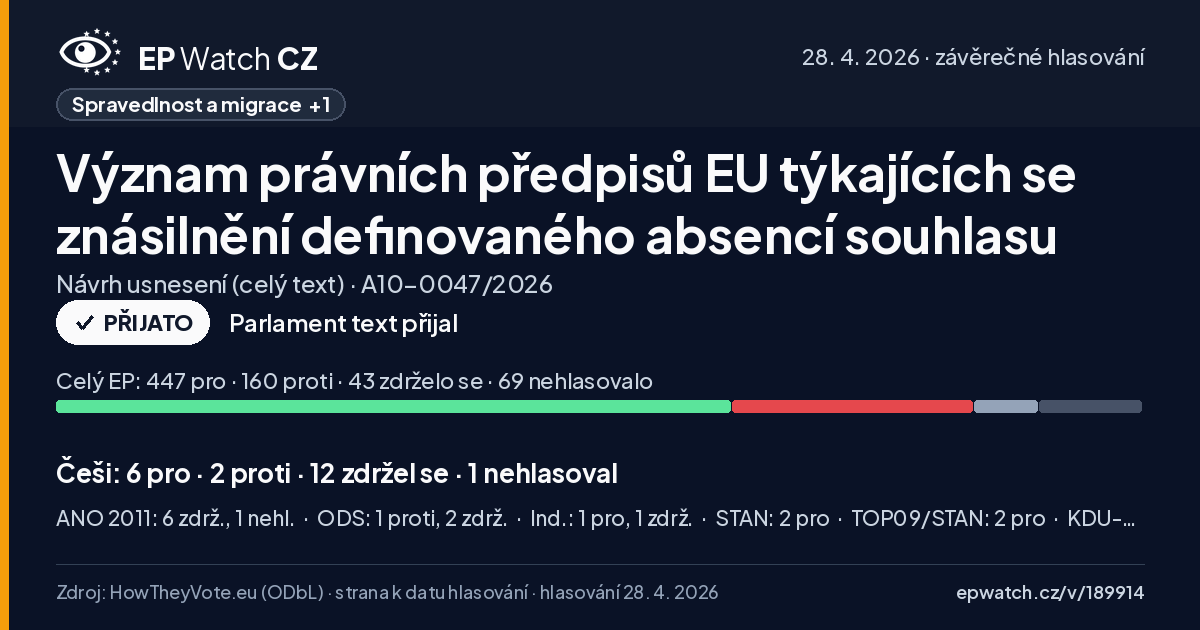 EP Watch CZ
28. 4. 2026 · závěrečné hlasování
Spravedlnost a migrace +1
Význam právních předpisů EU týkajících se
znásilnění definovaného absencí souhlasu
Návrh usnesení (celý text) · A10–0047/2026
✓ PŘIJATO Parlament text přijal
Celý EP: 447 pro · 160 proti · 43 zdrželo se · 69 nehlasovalo
Češi: 6 pro · 2 proti · 12 zdržel se · 1 nehlasoval
ANO 2011: 6 zdrž., 1 nehl. · ODS: 1 proti, 2 zdrž. · Ind.: 1 pro, 1 zdrž. · STAN: 2 pro · TOP09/STAN: 2 pro · KDU-…
Zdroj: HowTheyVote.eu (ODbL) · strana k datu hlasování · hlasování 28. 4. 2026
epwatch.cz/v/189914